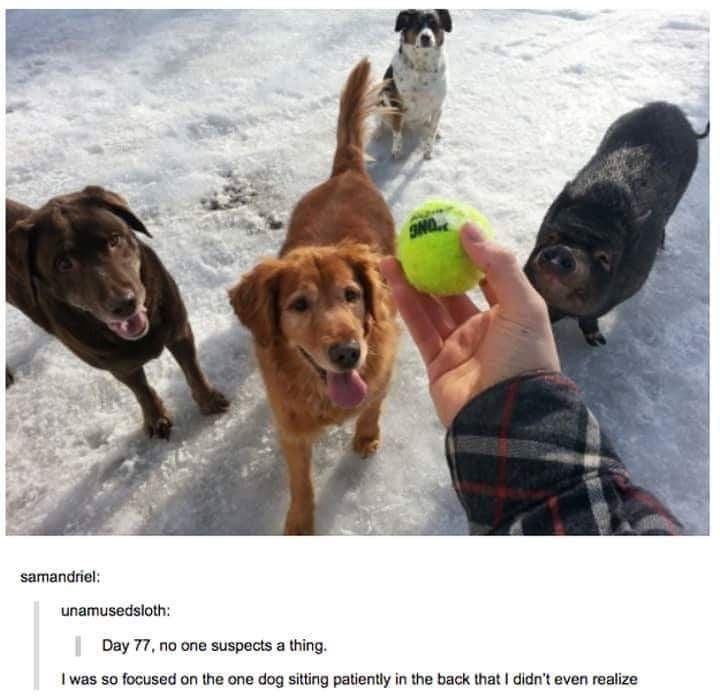 KONG
samandriel:
unamusedsloth:
Day 77, no one suspects a thing.
I was so focused on the one dog sitting patiently in the back that I didn't even realize